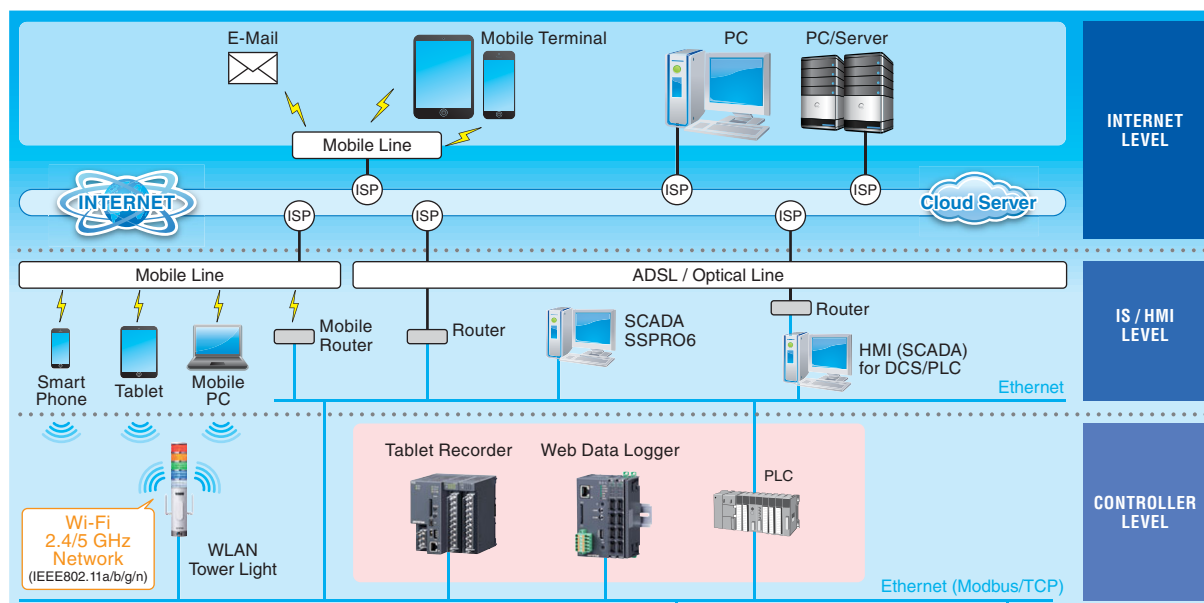 E-Mail
Mobile Terminal
PC
PC/Server
Mobile Line
INTERNET
LEVEL
ISP
ISP
ISP
INTERNET
Cloud Server
ISP
ISP
ISP
Mobile Line
ADSL / Optical Line
Smart
Phone
Tablet
Mobile
PC
Mobile
Router
Router
SCADA
SSPRO6
Router
HMI (SCADA)
for DCS/PLC
Ethernet
IS / HMI
LEVEL
Tablet Recorder
Web Data Logger
PLC
Wi-Fi
2.4/5 GHz
Network
(IEEE802.11a/b/g/n)
WLAN
Tower Light
Ethernet (Modbus/TCP)
CONTROLLER
LEVEL